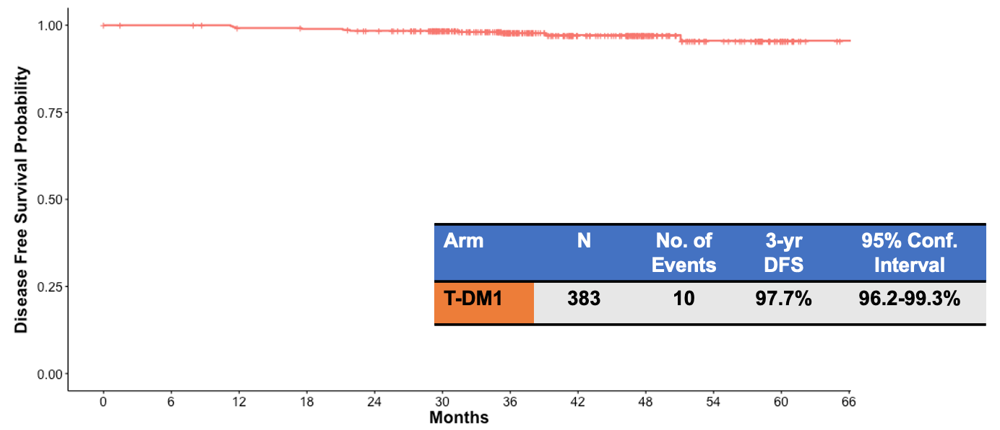 1.00
0.75
0.50
0.25
0.00
Disease Free Survival Probability
0 6 12 18 24 30 36 42 48 54 60 66
Months
Arm N No. of Events 3-yr DFS 95% Conf. Interval
T-DM1 383 10 97.7% 96.2-99.3%